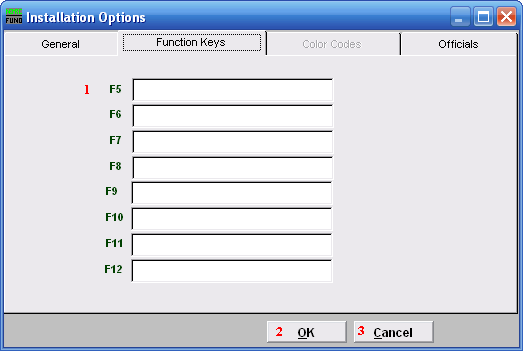 FUND Installation Options
General Function Keys Color Codes Officials
1 F5
F6
F7
F8
F9
F10
F11
F12
2 OK 3 Cancel